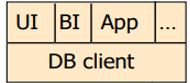 UI BI App ...
DB client